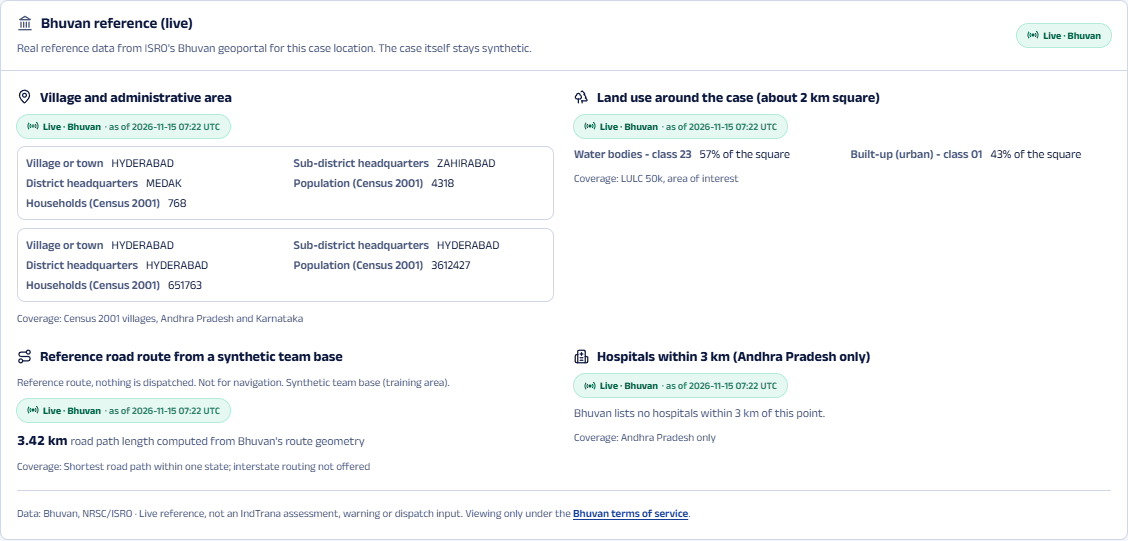 Bhuvan reference (live)
Real reference data from ISRO's Bhuvan geoportal for this case location. The case itself stays synthetic.
Live · Bhuvan
Village and administrative area
Live · Bhuvan · as of 2026-11-15 07:22 UTC
Village or town HYDERABAD
Sub-district headquarters ZAHIRABAD
District headquarters MEDAK
Population (Census 2001) 4318
Households (Census 2001) 768
Village or town HYDERABAD
Sub-district headquarters HYDERABAD
District headquarters HYDERABAD
Population (Census 2001) 3612427
Households (Census 2001) 651763
Coverage: Census 2001 villages, Andhra Pradesh and Karnataka
Land use around the case (about 2 km square)
Live · Bhuvan · as of 2026-11-15 07:22 UTC
Water bodies - class 23 57% of the square
Built-up (urban) - class 01 43% of the square
Coverage: LULC 50k, area of interest
Reference road route from a synthetic team base
Reference route, nothing is dispatched. Not for navigation. Synthetic team base (training area).
Live · Bhuvan · as of 2026-11-15 07:22 UTC
3.42 km road path length computed from Bhuvan's route geometry
Coverage: Shortest road path within one state; interstate routing not offered
Hospitals within 3 km (Andhra Pradesh only)
Live · Bhuvan · as of 2026-11-15 07:22 UTC
Bhuvan lists no hospitals within 3 km of this point.
Coverage: Andhra Pradesh only
Data: Bhuvan, NRSC/ISRO · Live reference, not an IndTrana assessment, warning or dispatch input. Viewing only under the Bhuvan terms of service.